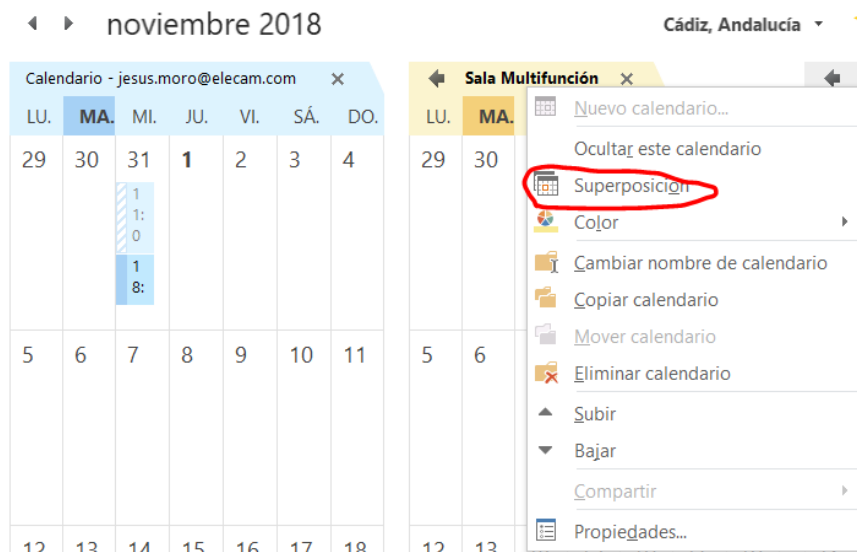 noviembre 2018
Cádiz, Andalucía
Calendario - jesus.moro@elecam.com
Sala Multifunción
LU. MA. MI. JU. VI. SÁ. DO.
LU. MA.
29 30 31 1 2 3 4
29 30
1
1:
0
1
8:
5 6 7 8 9 10 11
5 6
12 13 14 15 16 17 18
12 13
Nuevo calendario...
Ocultar este calendario
Superposición
Color
Cambiar nombre de calendario
Copiar calendario
Mover calendario
Eliminar calendario
Subir
Bajar
Compartir
Propiedades...